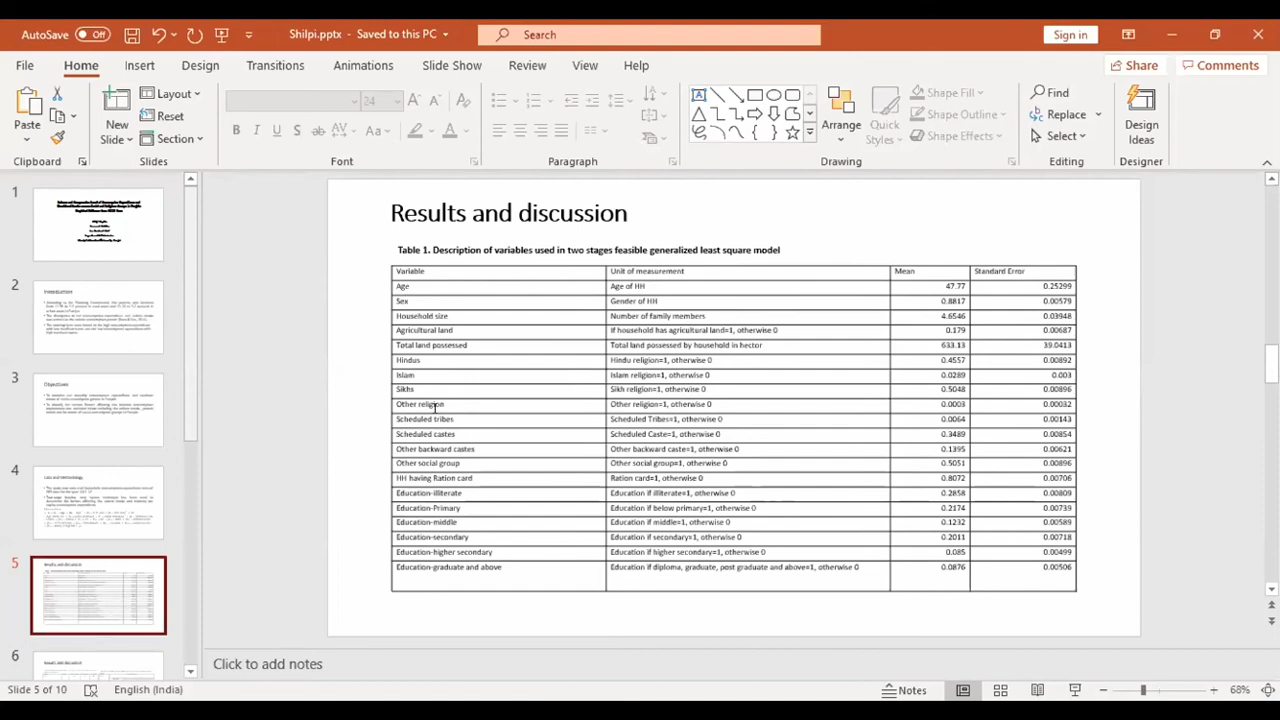 AutoSave Off Shilpi.pptx - Saved to this PC Search Sign in
File Home Insert Design Transitions Animations Slide Show Review View Help Share Comments
Paste New Slide Layout Reset Section 24 Arrange Quick Styles Shape Fill Shape Outline Shape Effects Find Replace Select Design Ideas
Clipboard Slides Font Paragraph Drawing Editing Designer
1
2
Introduction
3
Objectives
4
5
Results and discussion
6
Results and discussion
Results and discussion
Table 1. Description of variables used in two stages feasible generalized least square model
Variable Unit of measurement Mean Standard Error
Age Age of HH 47.77 0.25299
Sex Gender of HH 0.8817 0.00579
Household size Number of family members 4.6546 0.03948
Agricultural land If household has agricultural land=1, otherwise 0 0.179 0.00687
Total land possessed Total land possessed by household in hector 633.13 39.0413
Hindus Hindu religion=1, otherwise 0 0.4557 0.00892
Islam Islam religion=1, otherwise 0 0.0289 0.003
Sikhs Sikh religion=1, otherwise 0 0.5048 0.00896
Other religion Other religion=1, otherwise 0 0.0003 0.00032
Scheduled tribes Scheduled Tribes=1, otherwise 0 0.0064 0.00143
Scheduled castes Scheduled Caste=1, otherwise 0 0.3489 0.00854
Other backward castes Other backward caste=1, otherwise 0 0.1395 0.00621
Other social group Other social group=1, otherwise 0 0.5051 0.00896
HH having Ration card Ration card=1, otherwise 0 0.8072 0.00706
Education-illiterate Education if illiterate=1, otherwise 0 0.2858 0.00809
Education-Primary Education if below primary=1, otherwise 0 0.2174 0.00739
Education-middle Education if middle=1, otherwise 0 0.1232 0.00589
Education-secondary Education if secondary=1, otherwise 0 0.2011 0.00718
Education-higher secondary Education if higher secondary=1, otherwise 0 0.085 0.00499
Education-graduate and above Education if diploma, graduate, post graduate and above=1, otherwise 0 0.0876 0.00506
Click to add notes
Slide 5 of 10 English (India) Notes 68%